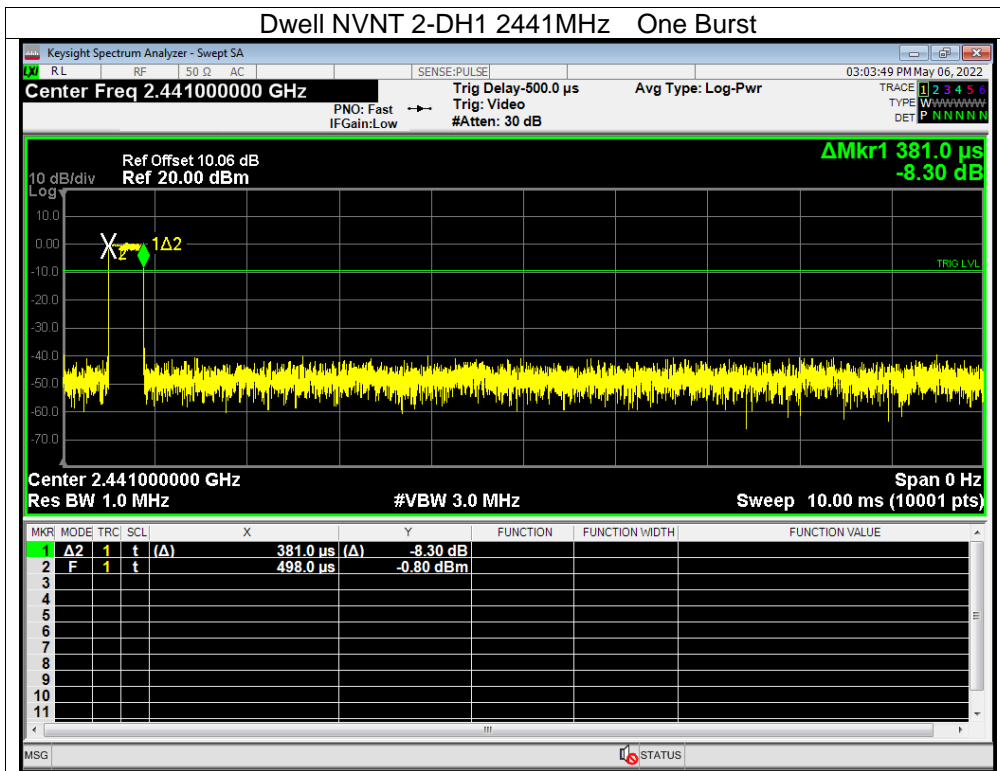 Dwell NVNT 2-DH1 2441MHz One Burst
Keysight Spectrum Analyzer - Swept SA
LXI RL RF 50 Ω AC SENSE:PULSE 03:03:49 PM May 06, 2022
Center Freq 2.441000000 GHz
PNO: Fast
IFGain:Low
Trig Delay-500.0 µs
Trig: Video
#Atten: 30 dB
Avg Type: Log-Pwr
TRACE 1 2 3 4 5 6
TYPE WWWWWW
DET P N N N N N
ΔMkr1 381.0 µs
-8.30 dB
Ref Offset 10.06 dB
10 dB/div Ref 20.00 dBm
Log
10.0
0.00
-10.0
-20.0
-30.0
-40.0
-50.0
-60.0
-70.0
X2 1Δ2
TRIG LVL
Center 2.441000000 GHz Span 0 Hz
Res BW 1.0 MHz #VBW 3.0 MHz Sweep 10.00 ms (10001 pts)
MKR MODE TRC SCL X Y FUNCTION FUNCTION WIDTH FUNCTION VALUE
1 Δ2 1 t (Δ) 381.0 µs (Δ) -8.30 dB
2 F 1 t 498.0 µs -0.80 dBm
3
4
5
6
7
8
9
10
11
MSG STATUS